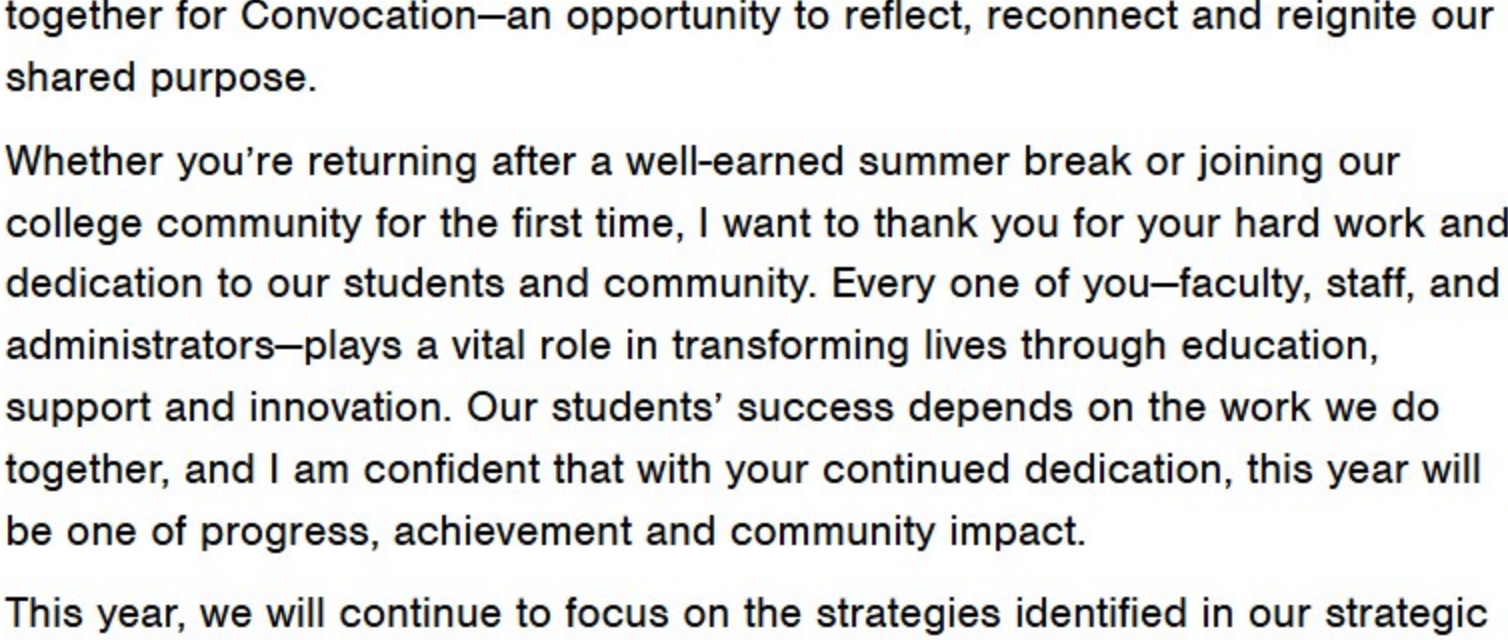 together for Convocation—an opportunity to reflect, reconnect and reignite our
shared purpose.
Whether you’re returning after a well-earned summer break or joining our
college community for the first time, I want to thank you for your hard work and
dedication to our students and community. Every one of you—faculty, staff, and
administrators—plays a vital role in transforming lives through education,
support and innovation. Our students’ success depends on the work we do
together, and I am confident that with your continued dedication, this year will
be one of progress, achievement and community impact.
This year, we will continue to focus on the strategies identified in our strategic